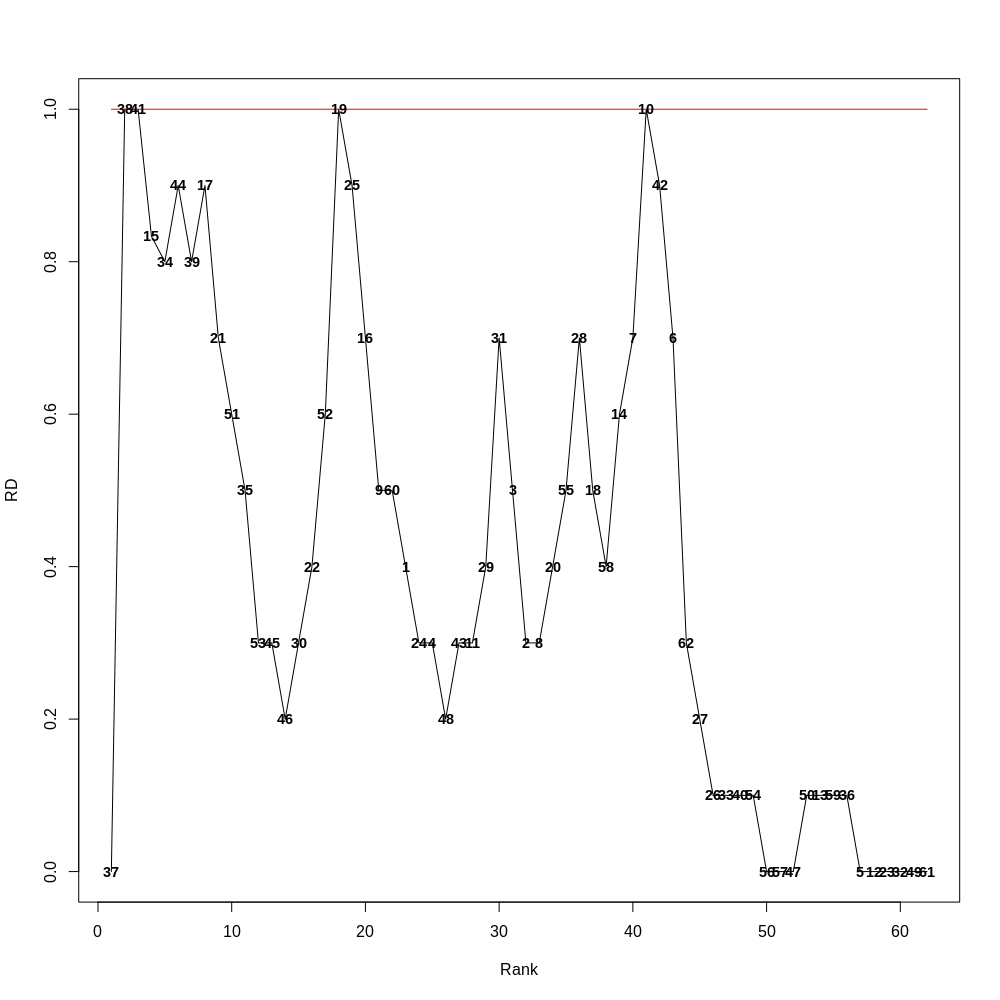 1.0 38 41 19 10
44 17 25 42
15
0.8 34 39
21 16 31 28 7 6
0.6 51 52 14
RD 35 9 60 3 55 18
0.4 22 1 29 20 58
53 45 30 24 4 43 11 2 8 62
0.2 46 48 27
26 33 40 54 50 13 59 36
0.0 37 56 57 47 5 12 23 32 49 61
0 10 20 30 40 50 60
Rank